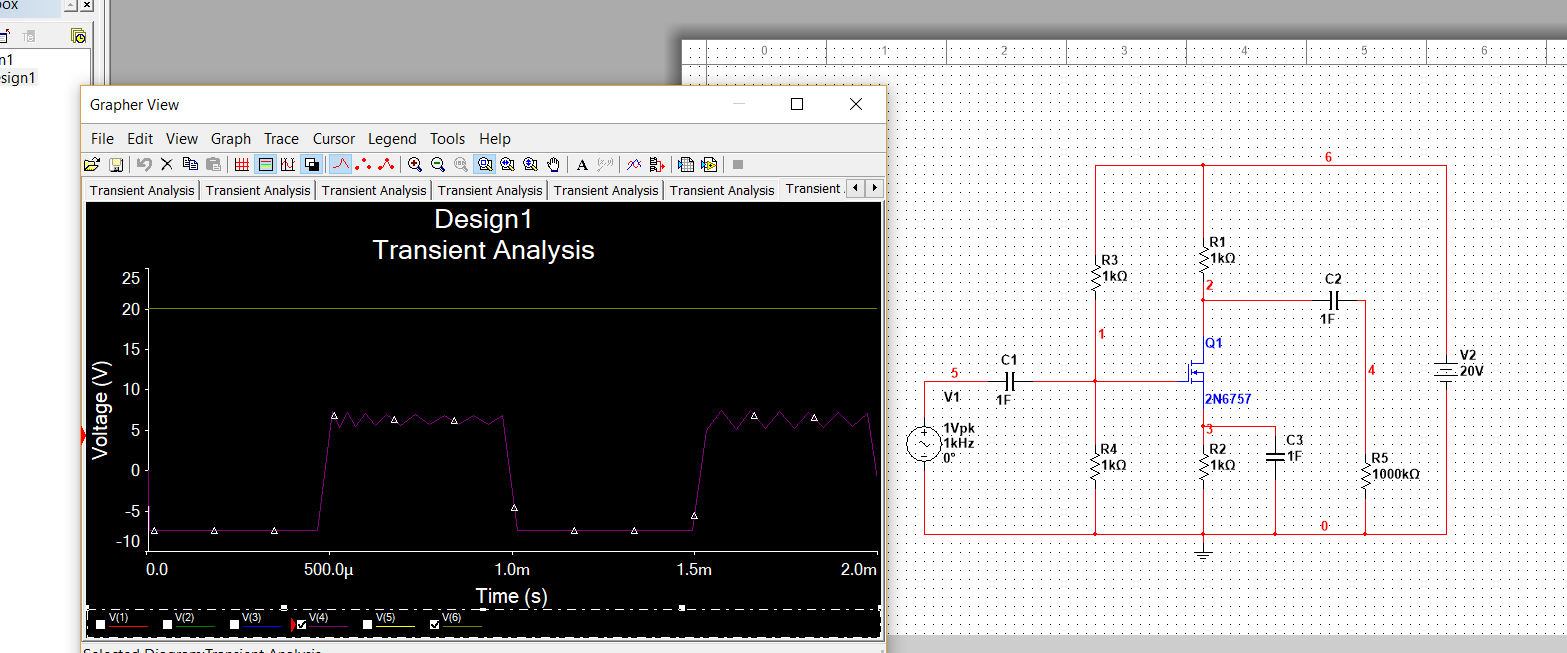 ox
n1
esign1
Grapher View
File Edit View Graph Trace Cursor Legend Tools Help
Transient Analysis Transient Analysis Transient Analysis Transient Analysis Transient Analysis Transient Analysis Transient
Design1
Transient Analysis
Voltage (V)
25
20
15
10
5
0
-5
-10
0.0 500.0µ 1.0m 1.5m 2.0m
Time (s)
V(1) V(2) V(3) V(4) V(5) V(6)
Selected Diagram:Transient Analysis
0 2 3 4 5 6
6
R1
1kΩ
R3
1kΩ
2
C2
1F
1
Q1
2N6757
C1
1F
5
V1
1Vpk
1kHz
0°
4
V2
20V
3
R4
1kΩ
R2
1kΩ
C3
1F
R5
1000kΩ
0